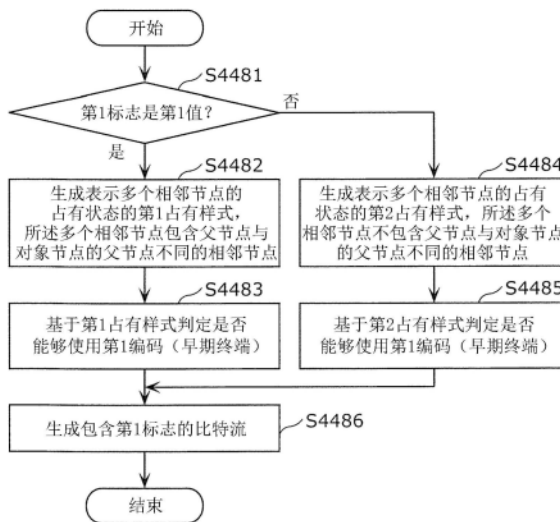 开始
S4481
第1标志是第1值？
否
是
S4482
生成表示多个相邻节点的
占有状态的第1占有样式，
所述多个相邻节点包含父节点与
对象节点的父节点不同的相邻节点
S4484
生成表示多个相邻节点的占有
状态的第2占有样式，所述多个
相邻节点不包含父节点与对象节点
的父节点不同的相邻节点
S4483
基于第1占有样式判定是否
能够使用第1编码（早期终端）
S4485
基于第2占有样式判定是否
能够使用第1编码（早期终端）
S4486
生成包含第1标志的比特流
结束